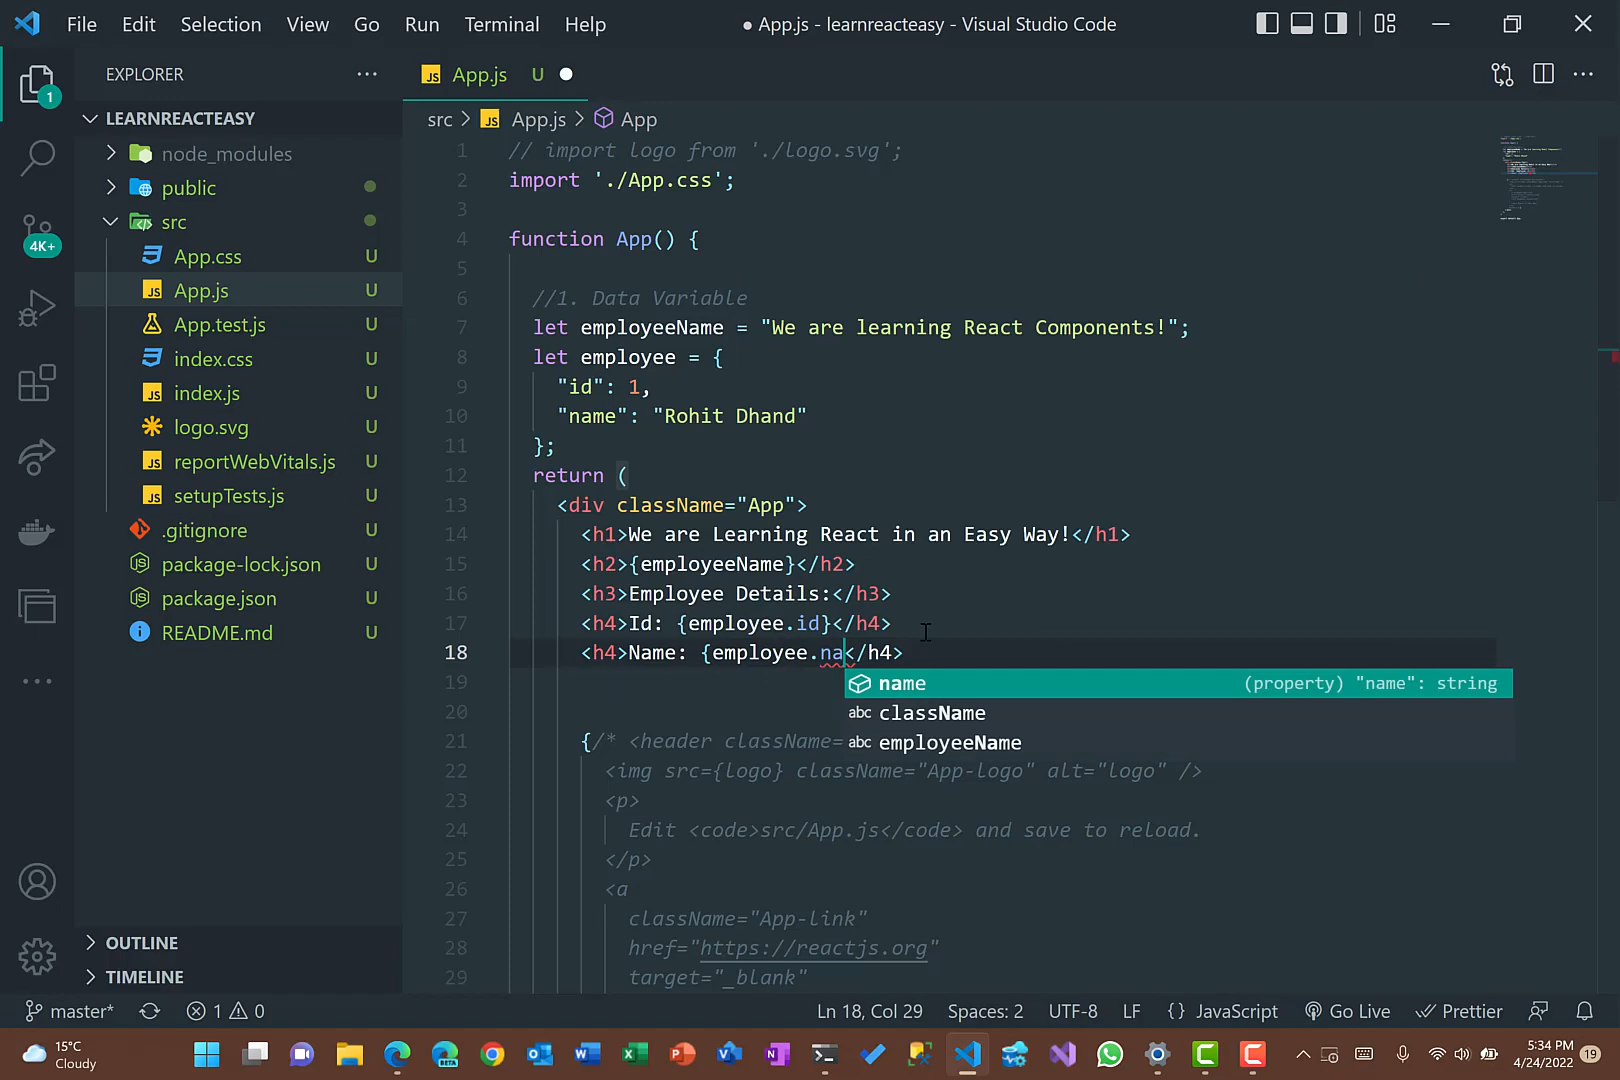 File Edit Selection View Go Run Terminal Help
● App.js - learnreacteasy - Visual Studio Code
EXPLORER
App.js U
1
LEARNREACTEASY
node_modules
public
src
4K+
App.css U
App.js U
App.test.js U
index.css U
index.js U
logo.svg U
reportWebVitals.js U
setupTests.js U
.gitignore U
package-lock.json U
package.json U
README.md U
OUTLINE
TIMELINE
src > App.js > App
1 // import logo from './logo.svg';
2 import './App.css';
3
4 function App() {
5
6 //1. Data Variable
7 let employeeName = "We are learning React Components!";
8 let employee = {
9 "id": 1,
10 "name": "Rohit Dhand"
11 };
12 return (
13 <div className="App">
14 <h1>We are Learning React in an Easy Way!</h1>
15 <h2>{employeeName}</h2>
16 <h3>Employee Details:</h3>
17 <h4>Id: {employee.id}</h4>
18 <h4>Name: {employee.na</h4>
19
name (property) "name": string
20
className
21 {/* <header className=
employeeName
22 <img src={logo} className="App-logo" alt="logo" />
23 <p>
24 Edit <code>src/App.js</code> and save to reload.
25 </p>
26 <a
27 className="App-link"
28 href="https://reactjs.org"
29 target="_blank"
master* 1 0 Ln 18, Col 29 Spaces: 2 UTF-8 LF {} JavaScript Go Live Prettier
15°C
Cloudy
5:34 PM
4/24/2022
19